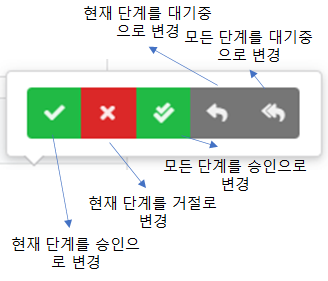 현재 단계를 대기중
으로 변경
모든 단계를 대기중
으로 변경
모든 단계를 승인으로
변경
현재 단계를 거절로
변경
현재 단계를 승인으
로 변경